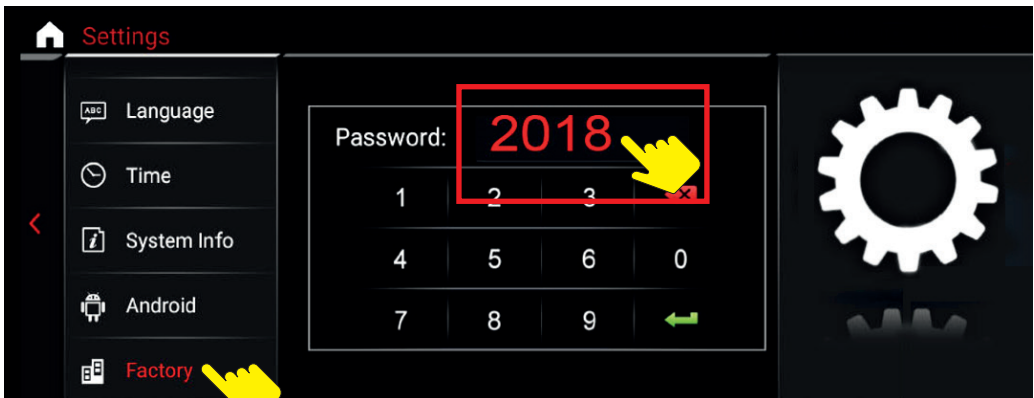 Settings
ABC Language
Time
i System Info
Android
Factory
Password: 2018
1 2 3
4 5 6 0
7 8 9